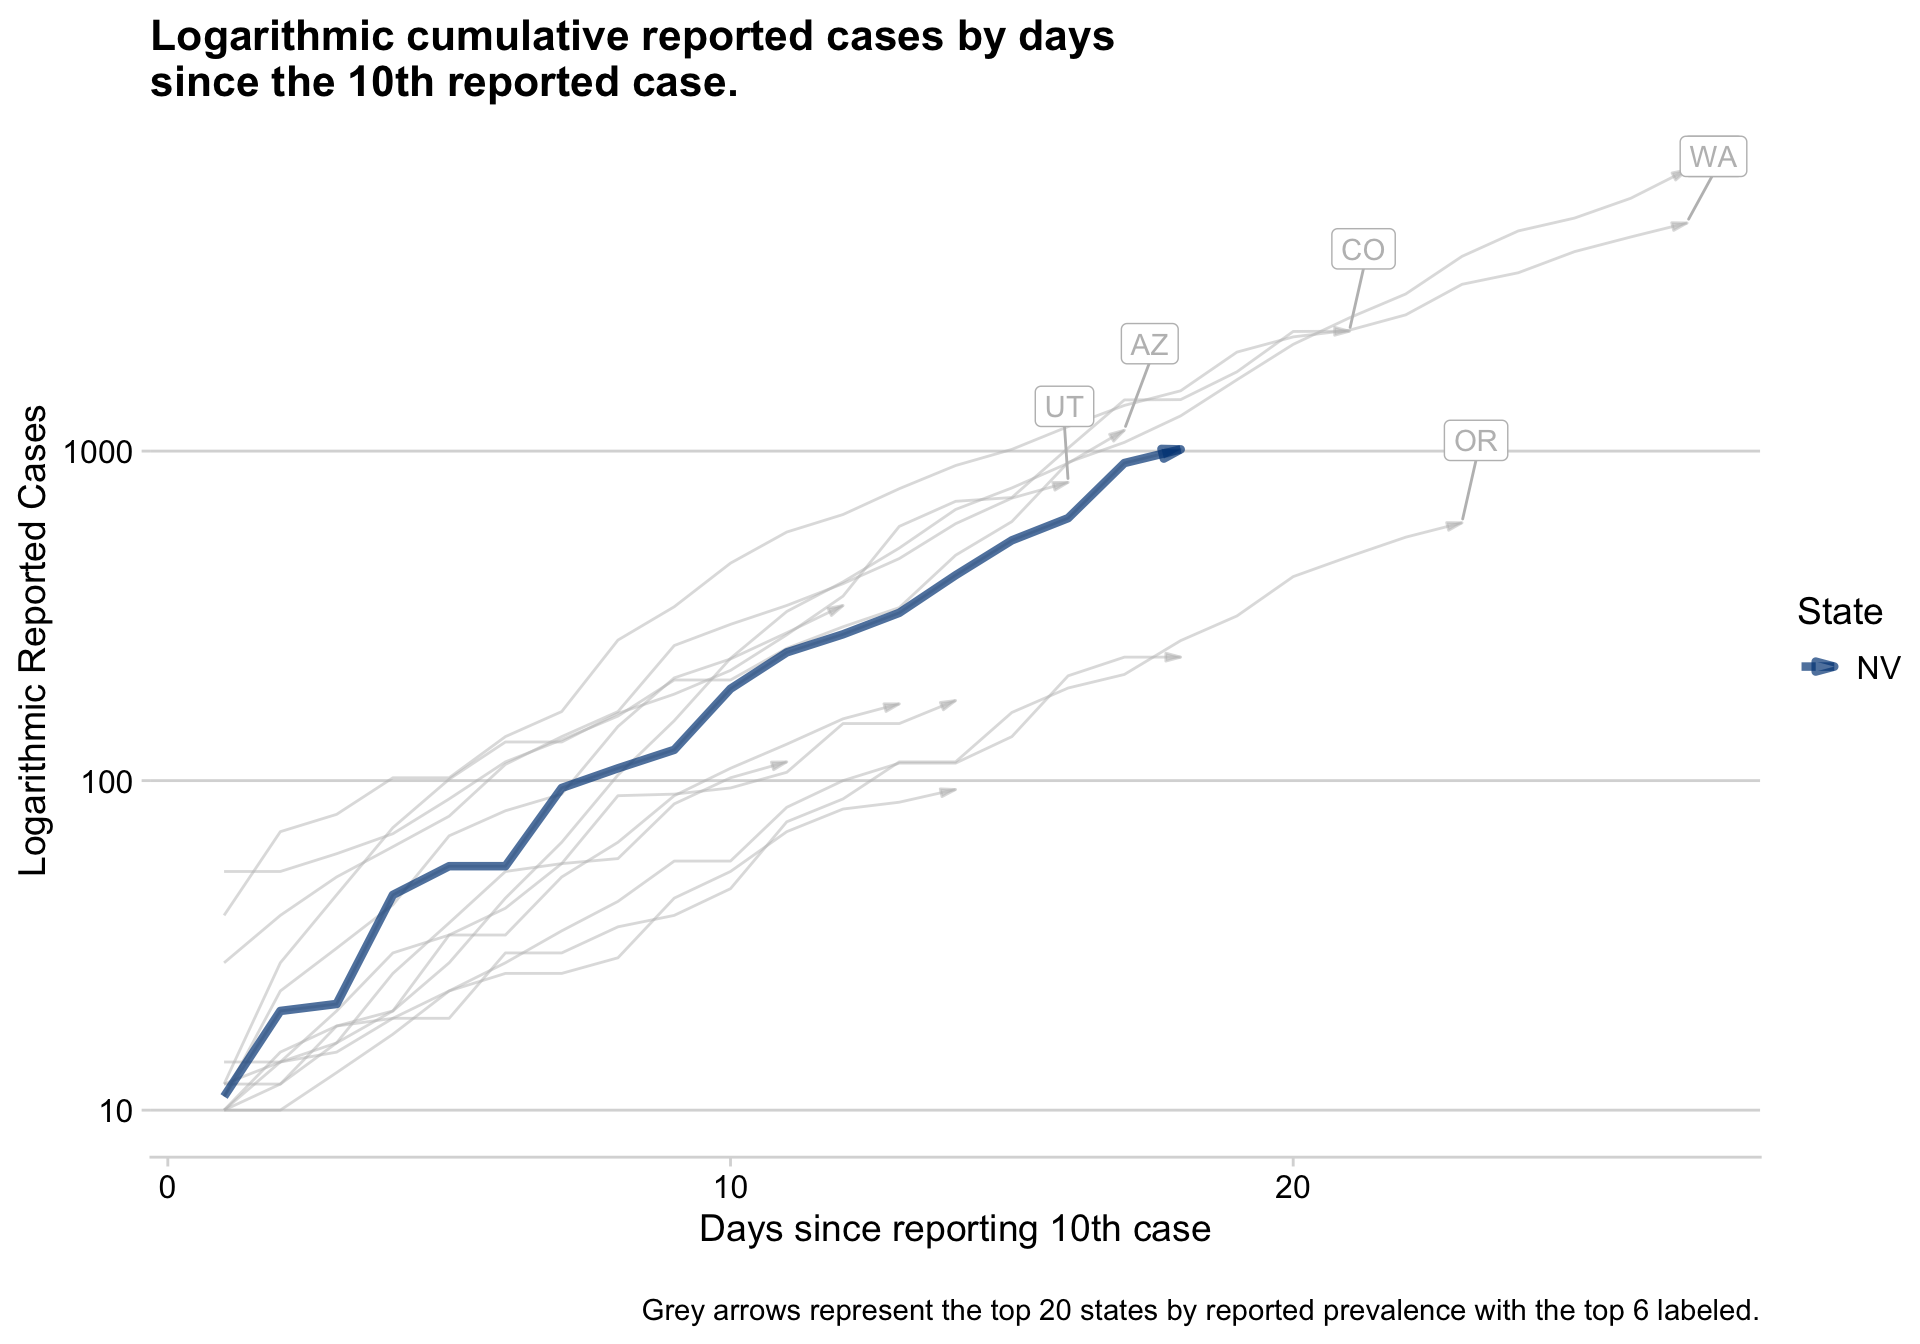 Logarithmic cumulative reported cases by days
since the 10th reported case.
WA
CO
AZ
UT
OR
1000
100
10
Logarithmic Reported Cases
0 10 20
Days since reporting 10th case
State
NV
Grey arrows represent the top 20 states by reported prevalence with the top 6 labeled.